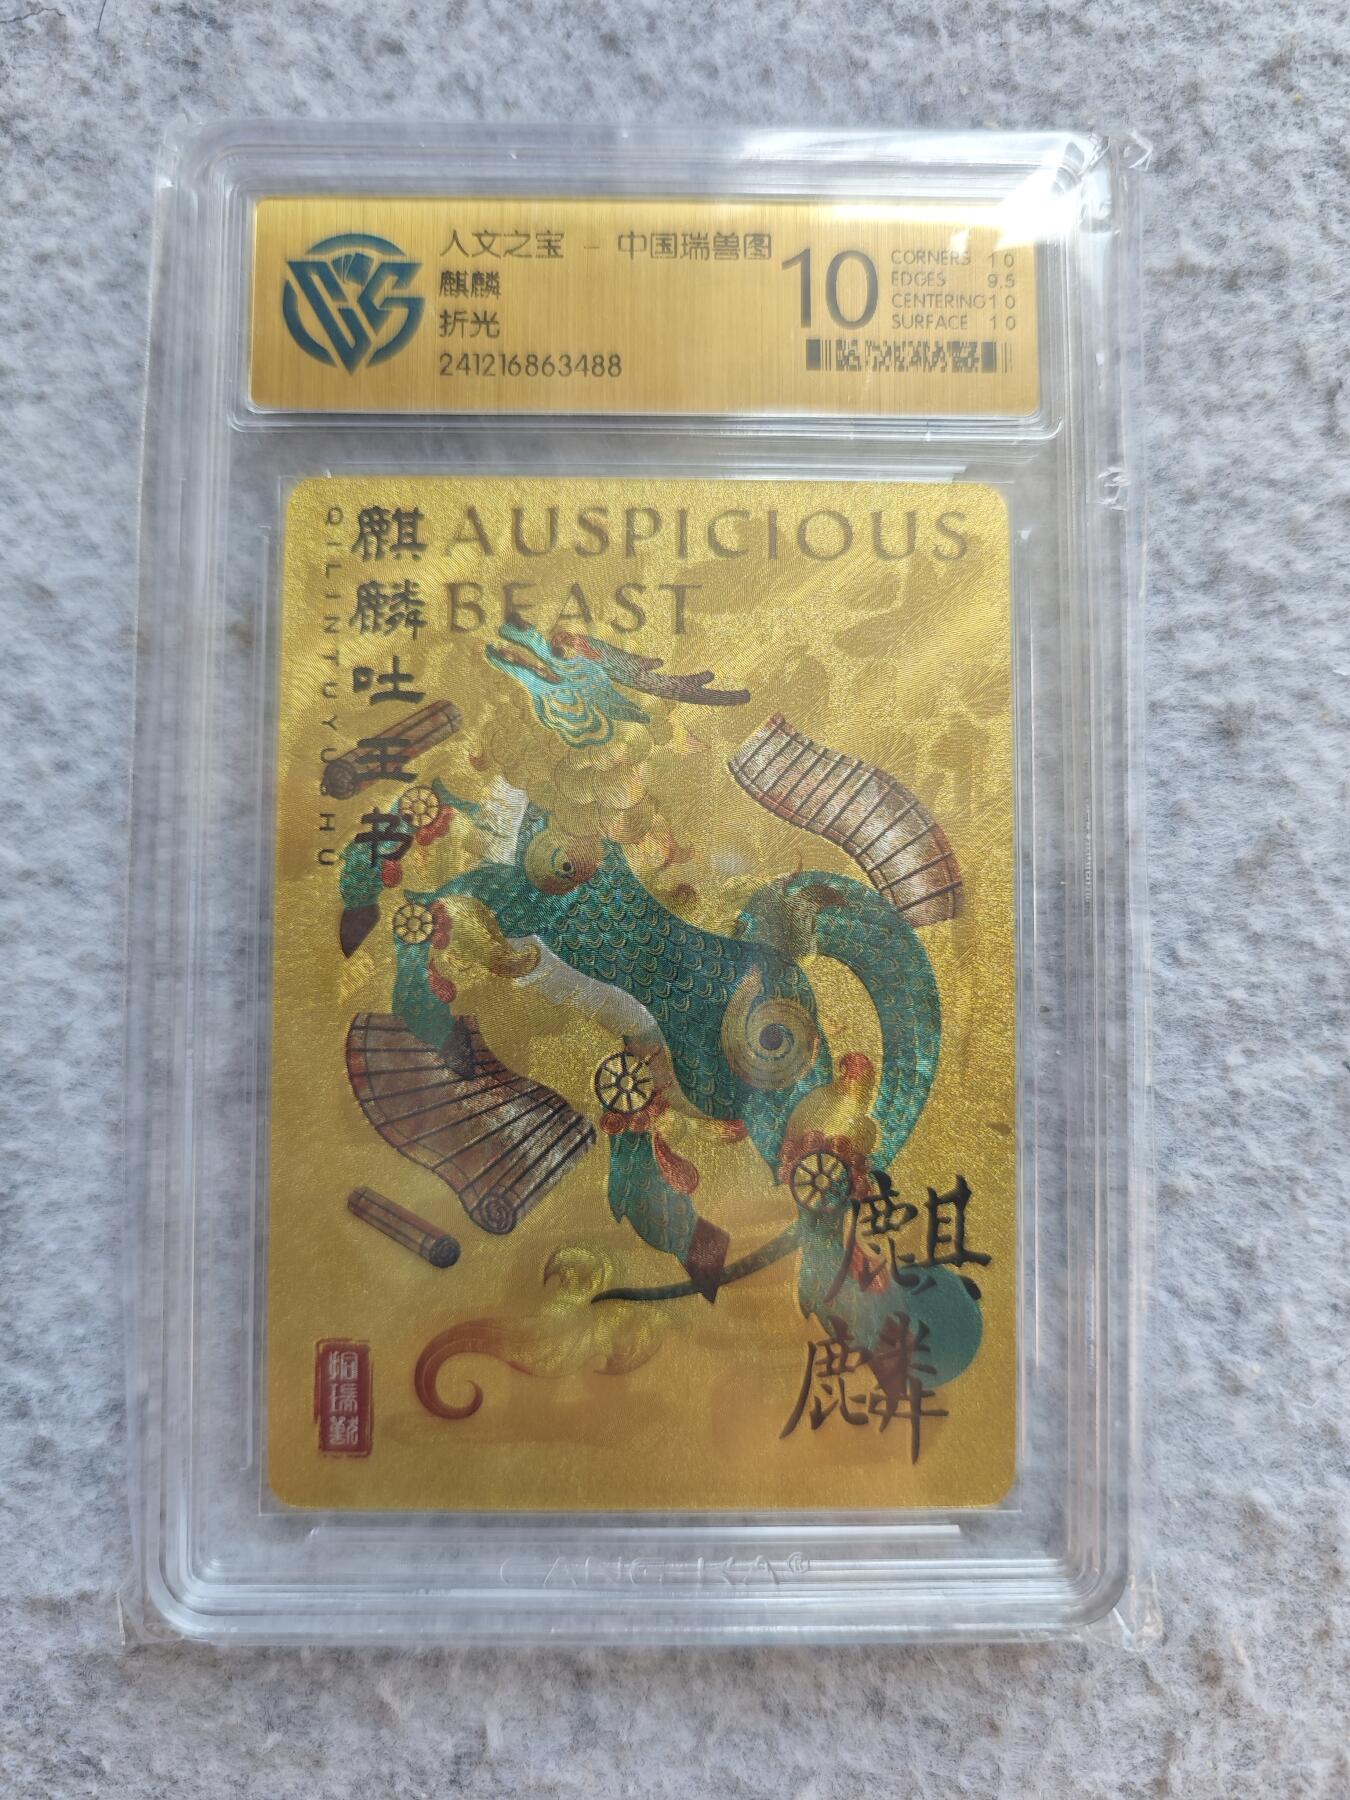 人文之宝 - 中国瑞兽图
麒麟
折光
241216863488
10
CORNERS 10
EDGES 9.5
CENTERING 10
SURFACE 10
AUSPICIOUS
BEAST
麒麟吐玉书
QILINTUYUSHU
麒麟
CANGKA®